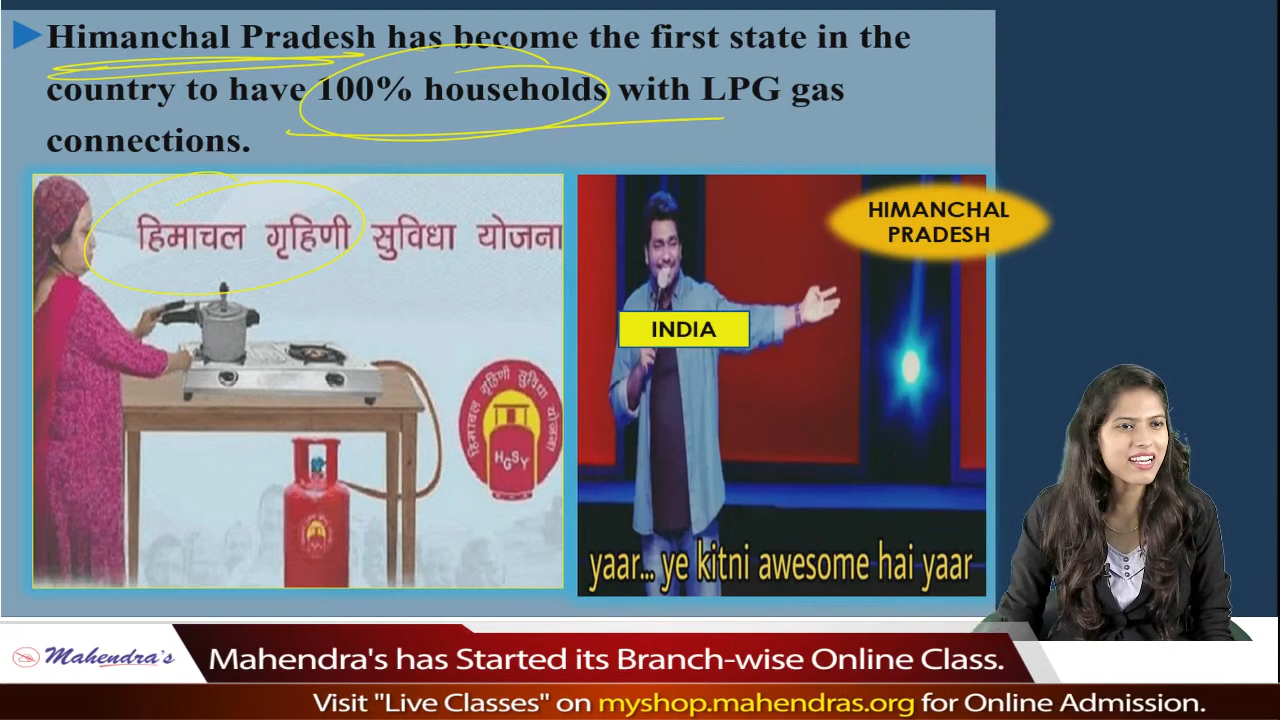 Himanchal Pradesh has become the first state in the
country to have 100% households with LPG gas
connections.
हिमाचल गृहिणी सुविधा योजना
HIMANCHAL
PRADESH
INDIA
हिमाचल गृहिणी सुविधा योजना
HGSY
yaar... ye kitni awesome hai yaar
Mahendra's
Mahendra's has Started its Branch-wise Online Class.
Visit "Live Classes" on myshop.mahendras.org for Online Admission.